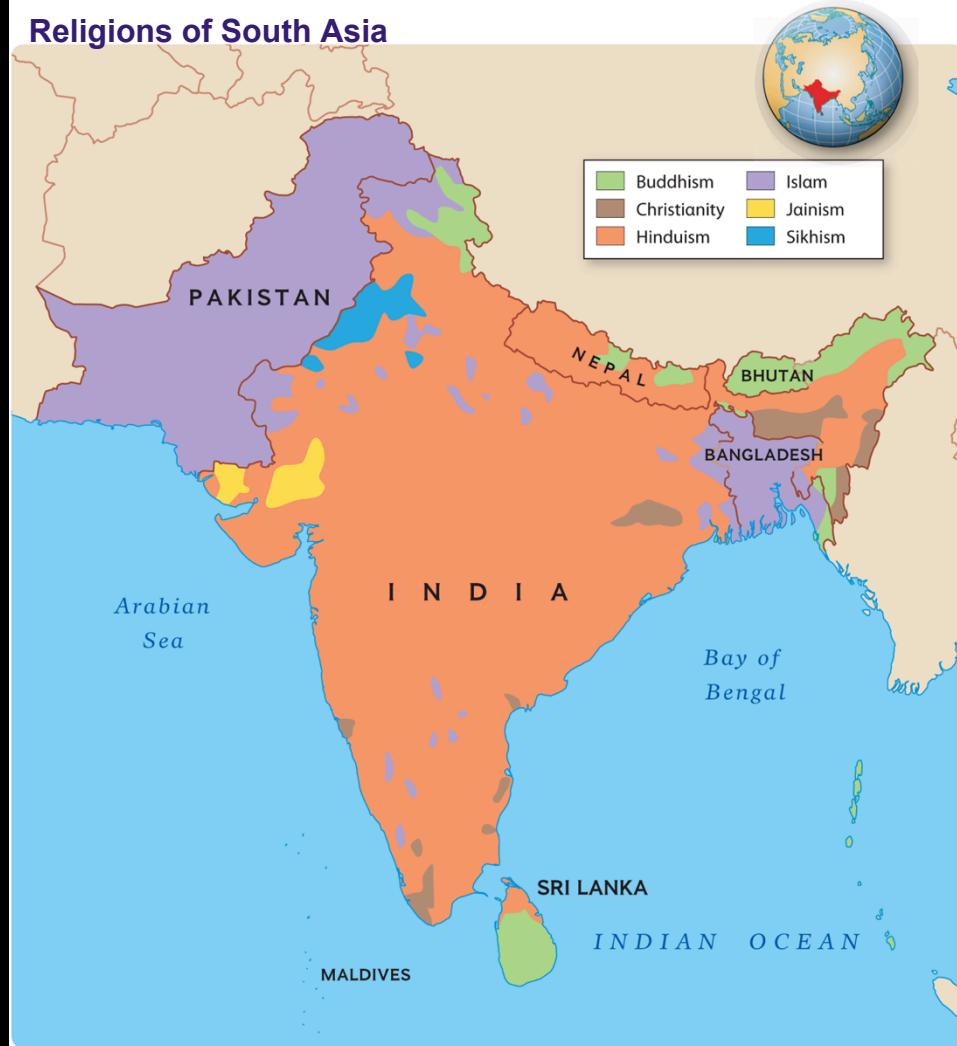 Religions of South Asia
Buddhism
Christianity
Hinduism
Islam
Jainism
Sikhism
PAKISTAN
NEPAL
BHUTAN
BANGLADESH
INDIA
Arabian
Sea
Bay of
Bengal
SRI LANKA
INDIAN OCEAN
MALDIVES